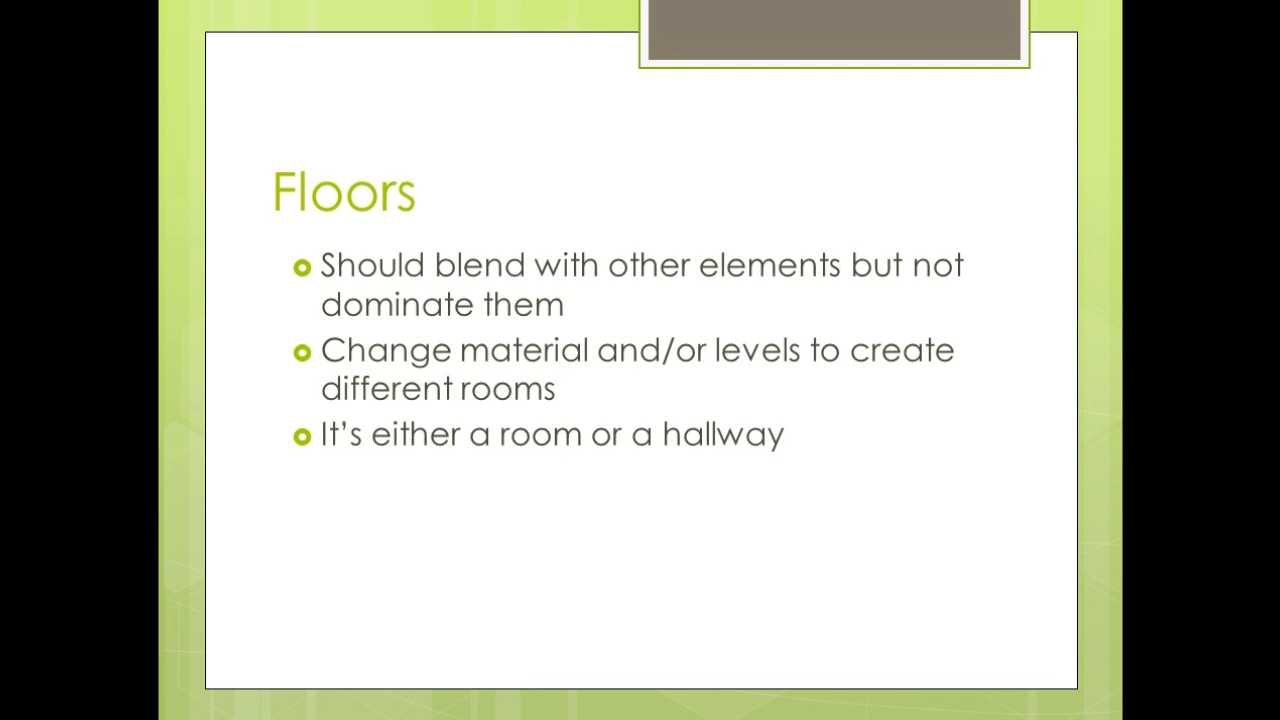 Floors
Should blend with other elements but not
dominate them
Change material and/or levels to create
different rooms
It’s either a room or a hallway